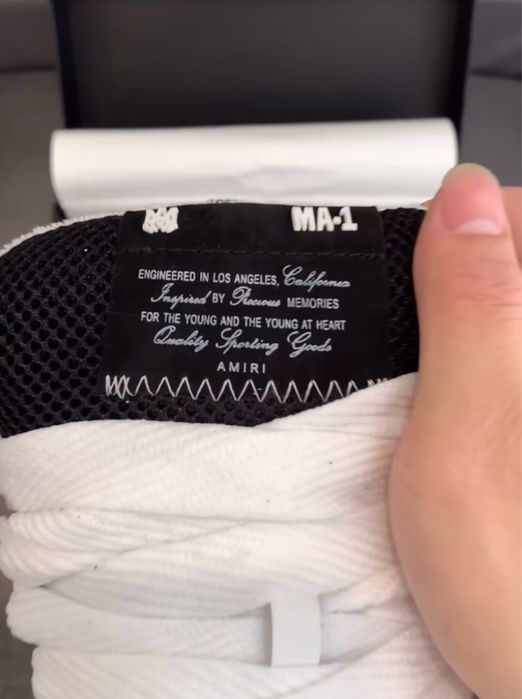 MA-1
ENGINEERED IN LOS ANGELES, California
Inspired BY Precious MEMORIES
FOR THE YOUNG AND THE YOUNG AT HEART
Quality Sporting Goods
AMIRI